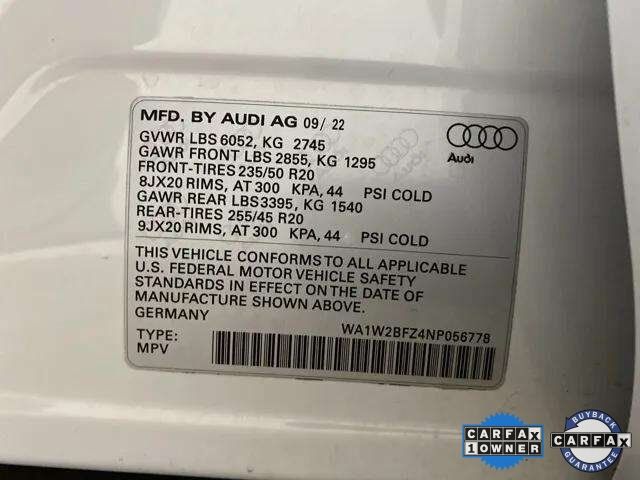 MFD. BY AUDI AG 09/ 22
GVWR LBS 6052, KG 2745
GAWR FRONT LBS 2855, KG 1295
FRONT-TIRES 235/50 R20
8JX20 RIMS, AT 300 KPA, 44 PSI COLD
GAWR REAR LBS3395, KG 1540
REAR-TIRES 255/45 R20
9JX20 RIMS, AT 300 KPA, 44 PSI COLD
Audi
THIS VEHICLE CONFORMS TO ALL APPLICABLE
U.S. FEDERAL MOTOR VEHICLE SAFETY
STANDARDS IN EFFECT ON THE DATE OF
MANUFACTURE SHOWN ABOVE.
GERMANY
WA1W2BFZ4NP056778
TYPE:
MPV
CARFAX
1 OWNER
BUYBACK
CARFAX
GUARANTEE